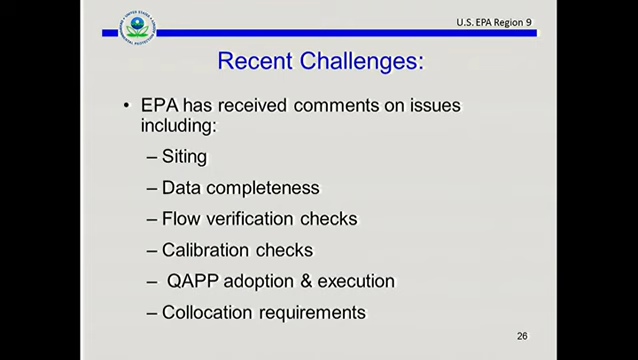 U.S. EPA Region 9
Recent Challenges:
• EPA has received comments on issues
including:
– Siting
– Data completeness
– Flow verification checks
– Calibration checks
– QAPP adoption & execution
– Collocation requirements
26